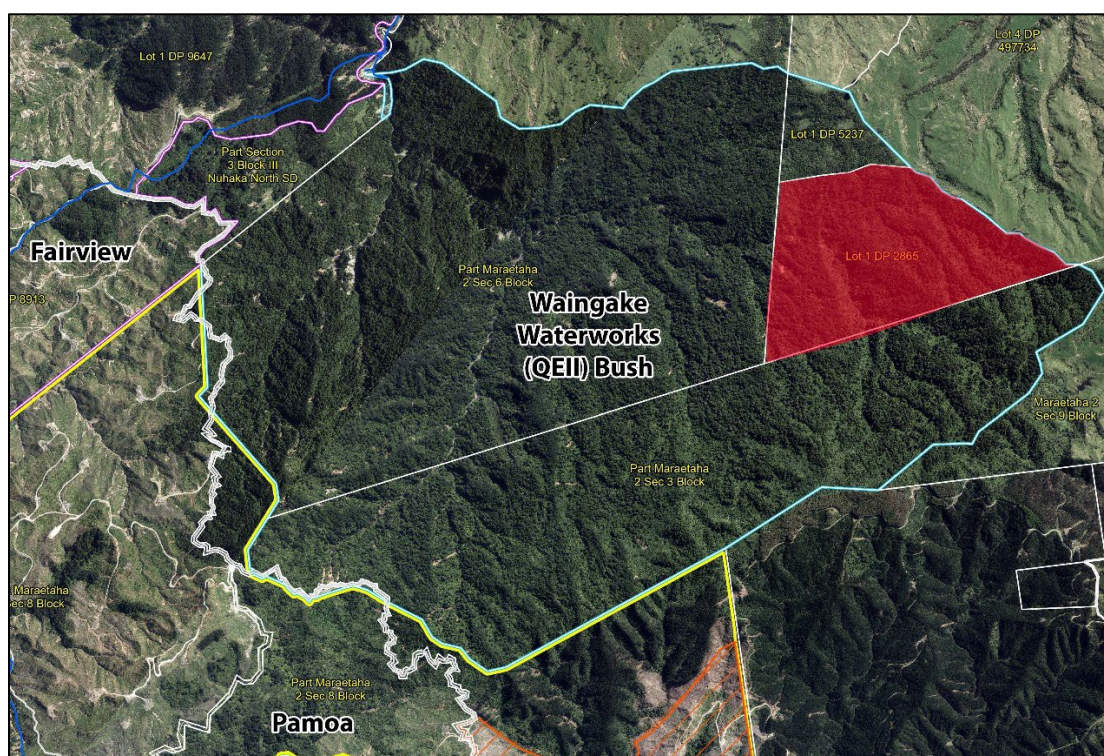 Lot 1 DP 9647
Lot 4 DP
497734
Lot 1 DP 5237
Part Section
3 Block III
Nuhaka North SD
Fairview
Lot 1 DP 2865
Part Maraetaha
2 Sec 6 Block
P 8913
Waingake
Waterworks
(QEII) Bush
Maraetaha 2
Sec 9 Block
Part Maraetaha
2 Sec 3 Block
Maraetaha
Sec 8 Block
Part Maraetaha
2 Sec 8 Block
Pamoa